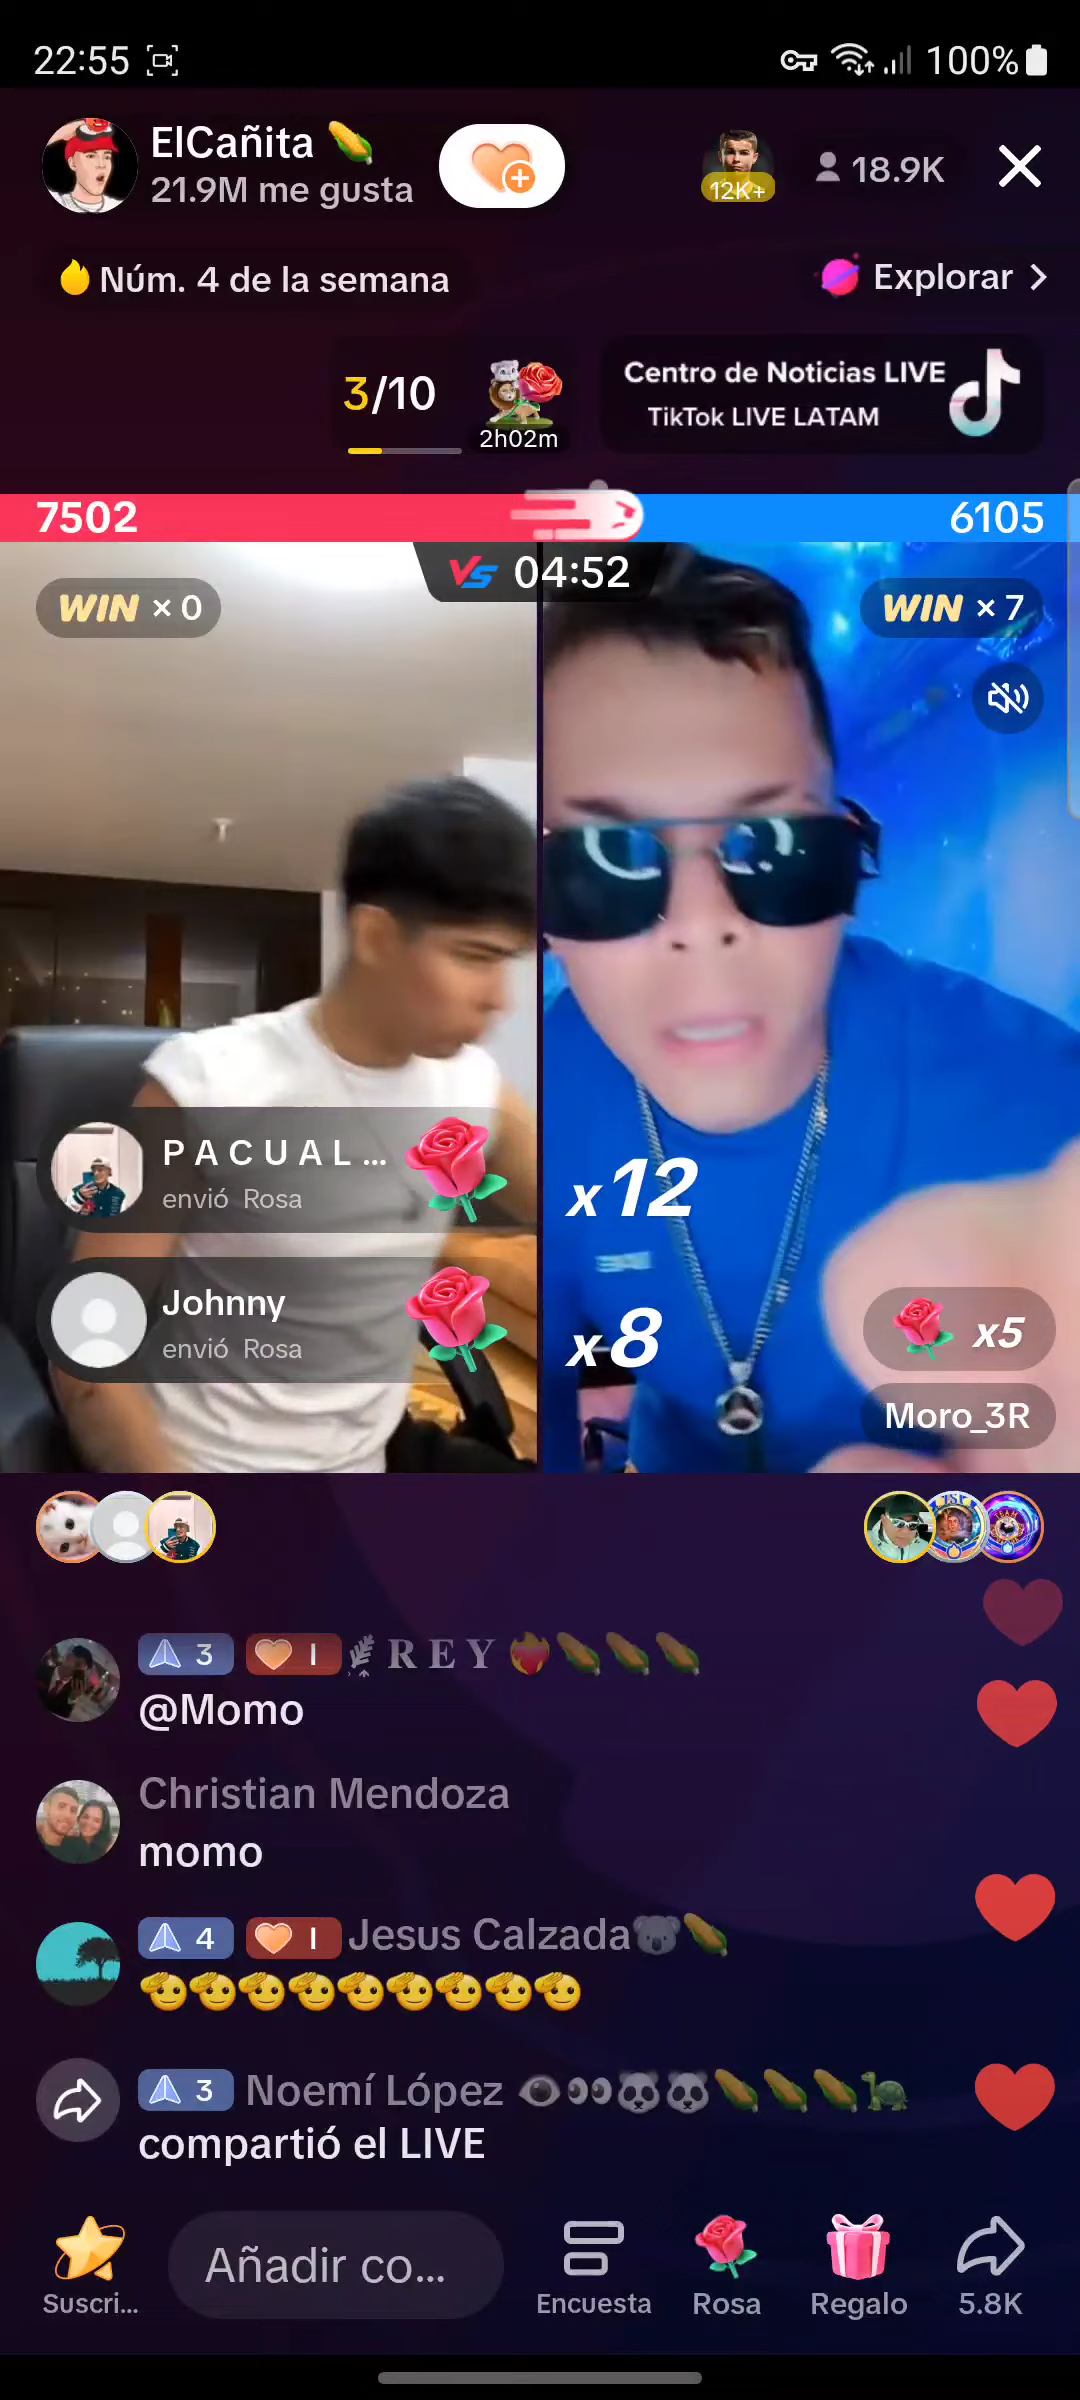 22:55
100%
ElCañita 🌽
21.9M me gusta
12K+
18.9K
Núm. 4 de la semana
Explorar
3/10
2h02m
Centro de Noticias LIVE
TikTok LIVE LATAM
7502
6105
VS 04:52
WIN × 0
WIN × 7
P A C U A L ...
envió Rosa
x12
Johnny
envió Rosa
x8
x5
Moro_3R
3 I R E Y ❤️‍🔥🌽🌽🌽
@Momo
Christian Mendoza
momo
4 I Jesus Calzada🐨🌽
🫡🫡🫡🫡🫡🫡🫡🫡🫡
3 Noemí López 👁️👀🐼🐼🌽🌽🌽🐢
compartió el LIVE
Suscri...
Añadir co...
Encuesta
Rosa
Regalo
5.8K